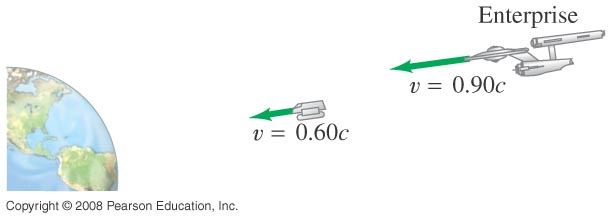 Enterprise
v = 0.90c
v = 0.60c
Copyright © 2008 Pearson Education, Inc.